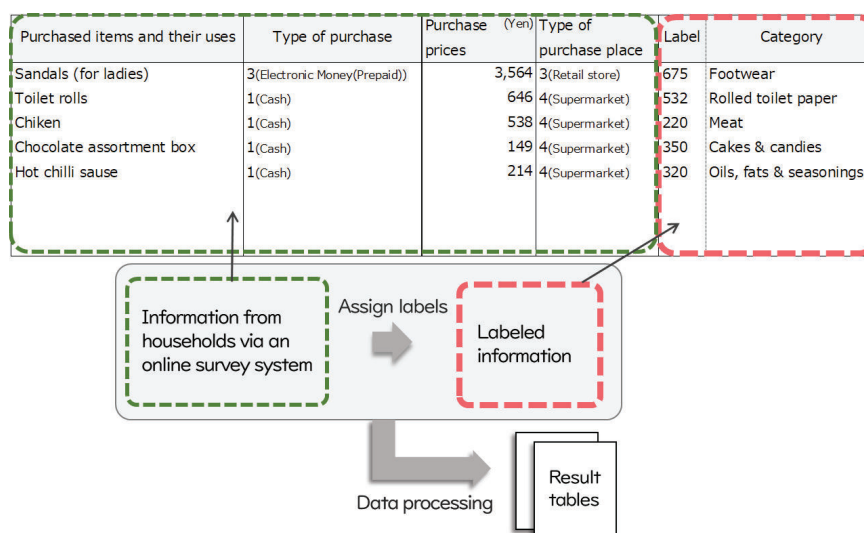 Purchased items and their uses Type of purchase Purchase prices (Yen) Type of purchase place Label Category
Sandals (for ladies) 3(Electronic Money(Prepaid)) 3,564 3(Retail store) 675 Footwear
Toilet rolls 1(Cash) 646 4(Supermarket) 532 Rolled toilet paper
Chiken 1(Cash) 538 4(Supermarket) 220 Meat
Chocolate assortment box 1(Cash) 149 4(Supermarket) 350 Cakes & candies
Hot chilli sause 1(Cash) 214 4(Supermarket) 320 Oils, fats & seasonings
Information from
households via an
online survey system
Assign labels
Labeled
information
Data processing
Result
tables